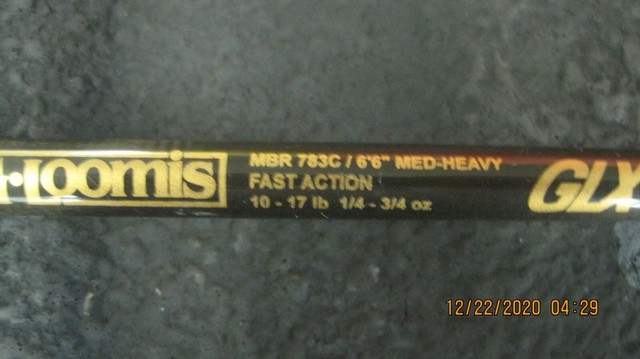 Loomis
MBR 783C / 6'6" MED-HEAVY
FAST ACTION
10 - 17 lb 1/4 - 3/4 oz
GLX
12/22/2020 04:29